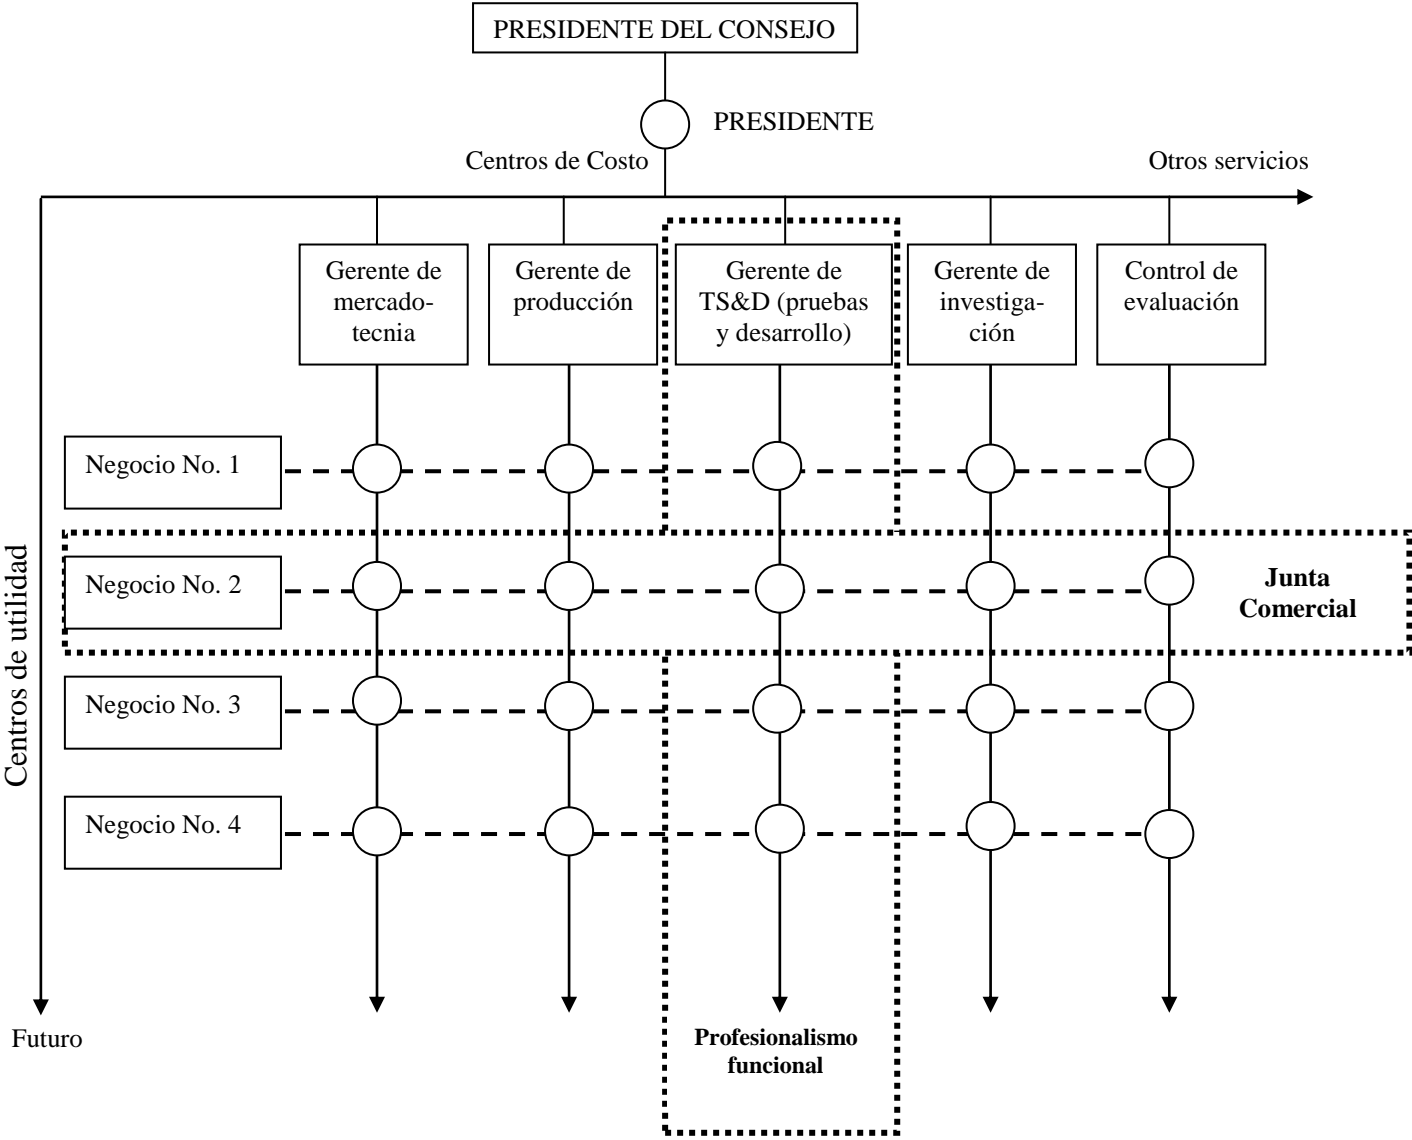 PRESIDENTE DEL CONSEJO
PRESIDENTE
Centros de Costo
Otros servicios
Gerente de
mercado-
tecnia
Gerente de
producción
Gerente de
TS&D (pruebas
y desarrollo)
Gerente de
investiga-
ción
Control de
evaluación
Centros de utilidad
Negocio No. 1
Negocio No. 2
Junta
Comercial
Negocio No. 3
Negocio No. 4
Futuro
Profesionalismo
funcional